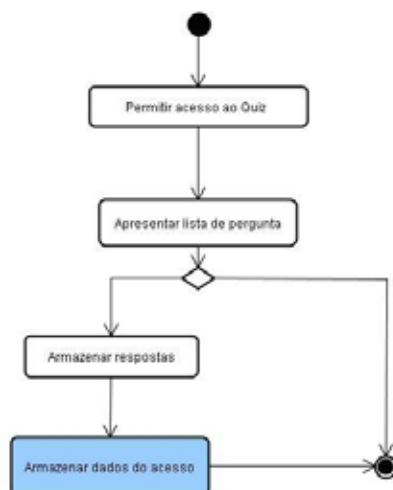 Permitir acesso ao Quiz
Apresentar lista de pergunta
Armazenar respostas
Armazenar dados do acesso